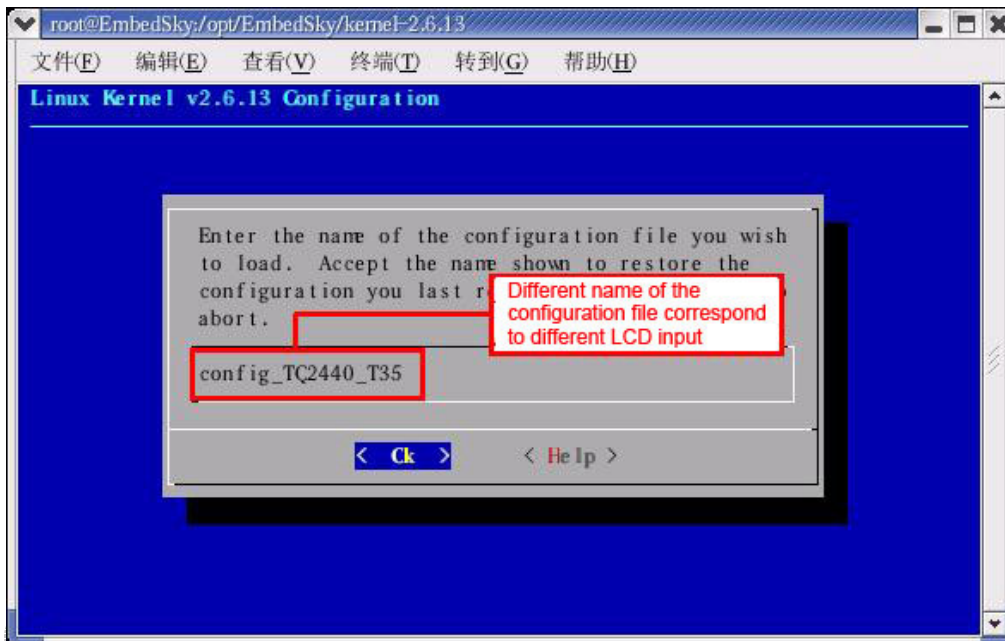 root@EmbedSky:/opt/EmbedSky/kernel-2.6.13
文件(F) 编辑(E) 查看(V) 终端(T) 转到(G) 帮助(H)
Linux Kernel v2.6.13 Configuration
Enter the name of the configuration file you wish
to load. Accept the name shown to restore the
configuration you last
abort.
Different name of the
configuration file correspond
to different LCD input
config_TQ2440_T35
< Ok > < Help >